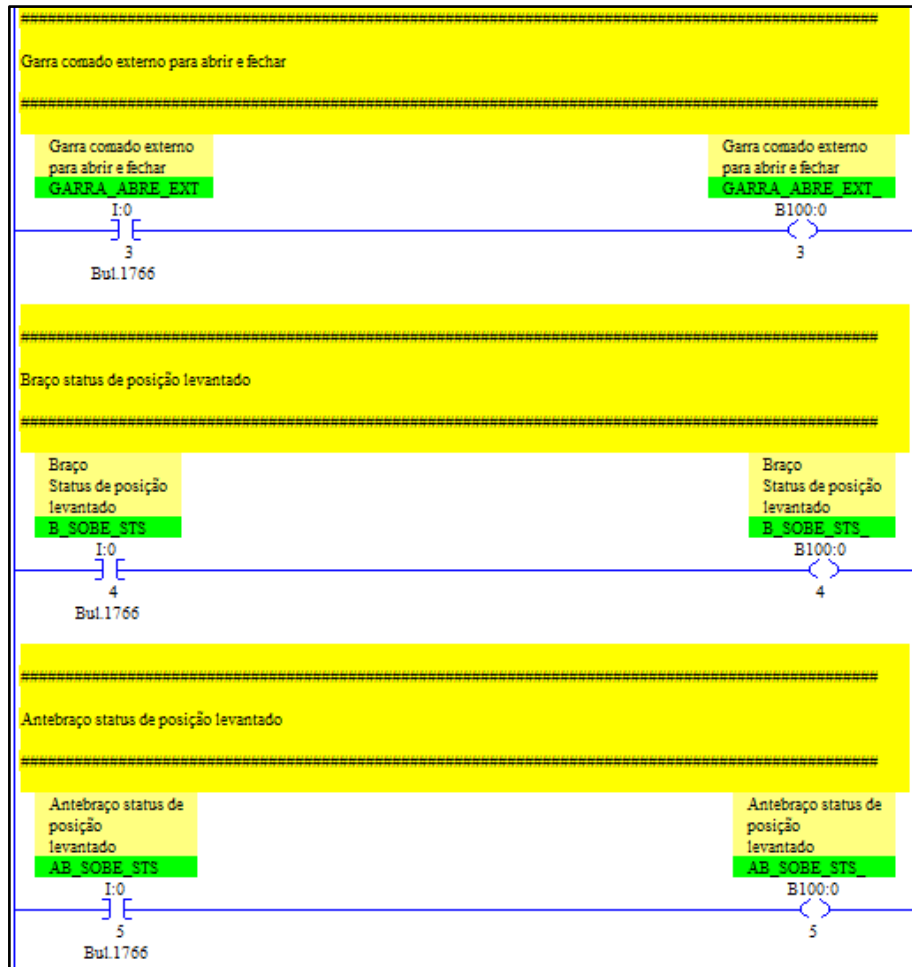 ################################################################################
Garra comado externo para abrir e fechar
################################################################################
Garra comado externo
para abrir e fechar
GARRA_ABRE_EXT
I:0
3
Bul.1766
Garra comado externo
para abrir e fechar
GARRA_ABRE_EXT_
B100:0
3
################################################################################
Braço status de posição levantado
################################################################################
Braço
Status de posição
levantado
B_SOBE_STS
I:0
4
Bul.1766
Braço
Status de posição
levantado
B_SOBE_STS_
B100:0
4
################################################################################
Antebraço status de posição levantado
################################################################################
Antebraço status de
posição
levantado
AB_SOBE_STS
I:0
5
Bul.1766
Antebraço status de
posição
levantado
AB_SOBE_STS_
B100:0
5